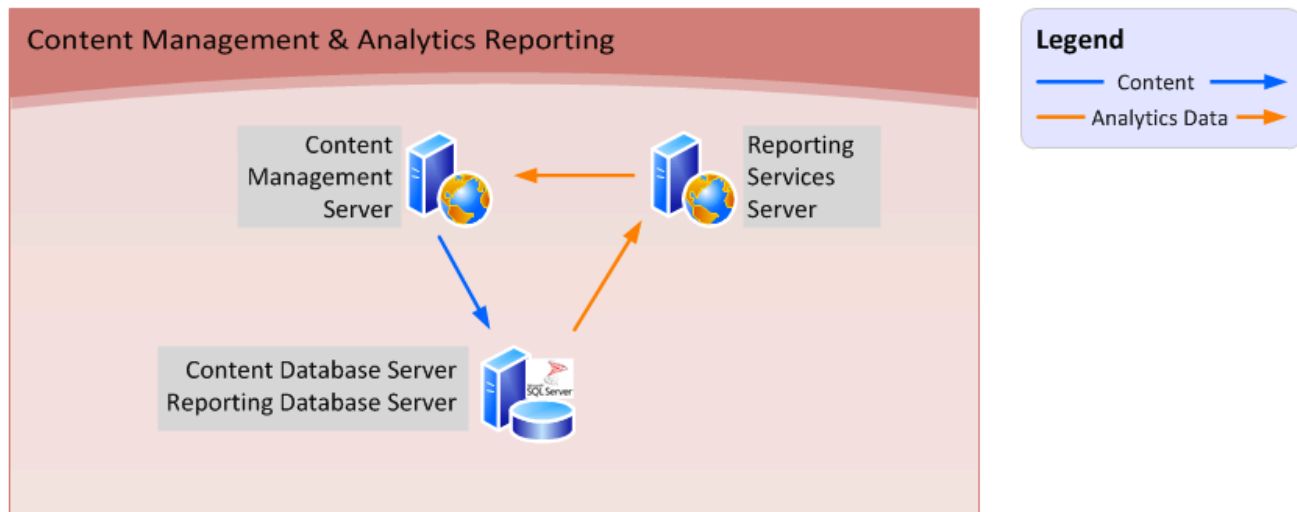 Content Management & Analytics Reporting
Legend
Content
Analytics Data
Content
Management
Server
Reporting
Services
Server
Content Database Server
Reporting Database Server
SQL Server